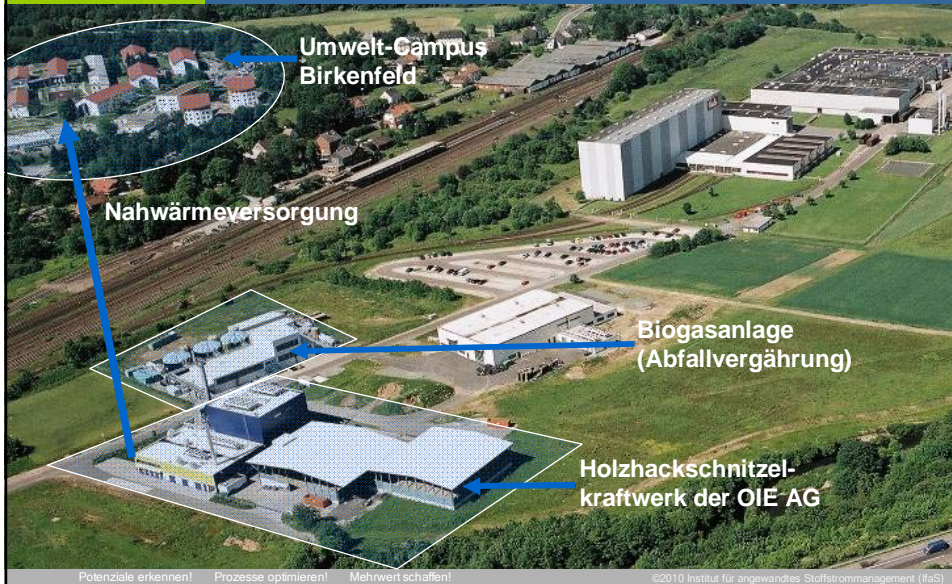 Umwelt-Campus
Birkenfeld
Nahwärmeversorgung
Biogasanlage
(Abfallvergährung)
Holzhackschnitzel-
kraftwerk der OIE AG
Potenziale erkennen! Prozesse optimieren! Mehrwert schaffen! ©2010 Institut für angewandtes Stoffstrommanagement (IfaS)